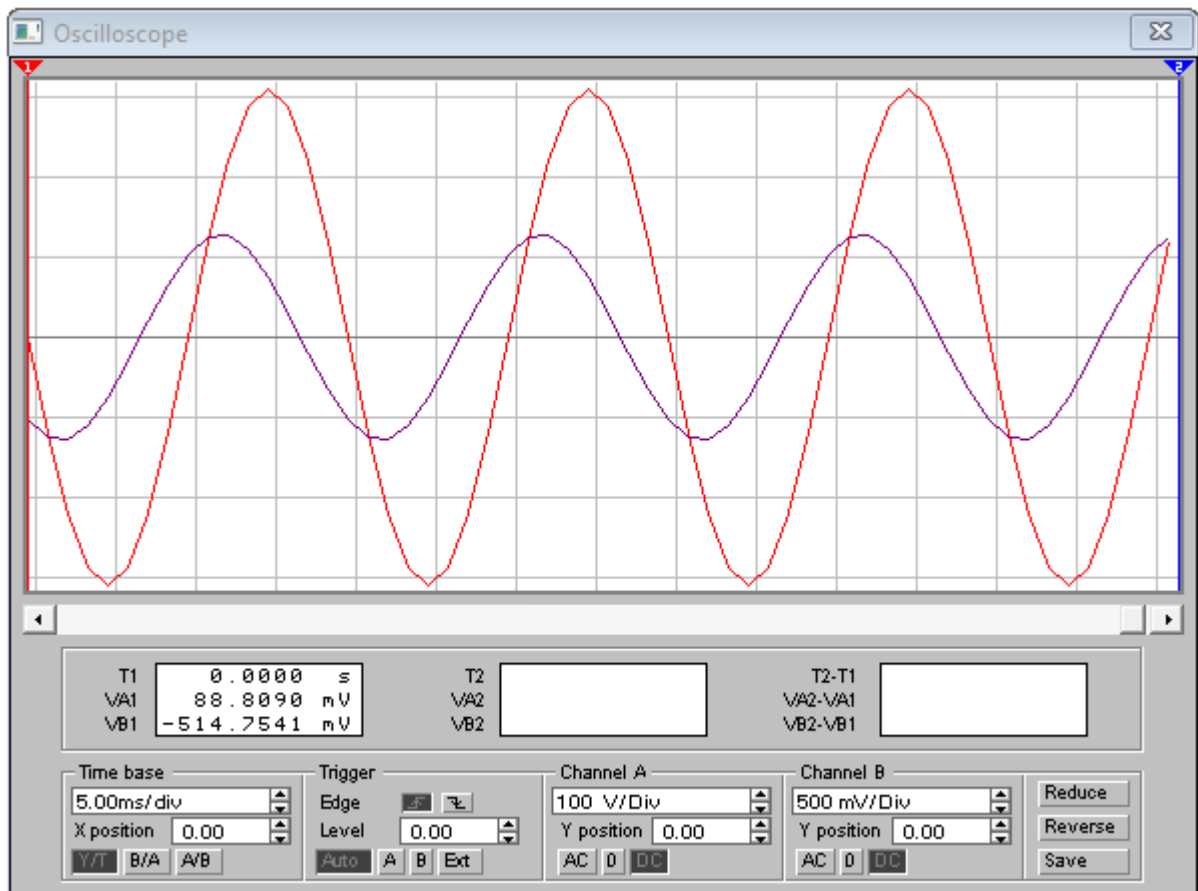 Oscilloscope
1 2
T1 0.0000 s
VA1 88.8090 mV
VB1 -514.7541 mV
T2
VA2
VB2
T2-T1
VA2-VA1
VB2-VB1
Time base
5.00ms/div
X position 0.00
Y/T B/A A/B
Trigger
Edge
Level 0.00
Auto A B Ext
Channel A
100 V/Div
Y position 0.00
AC 0 DC
Channel B
500 mV/Div
Y position 0.00
AC 0 DC
Reduce
Reverse
Save